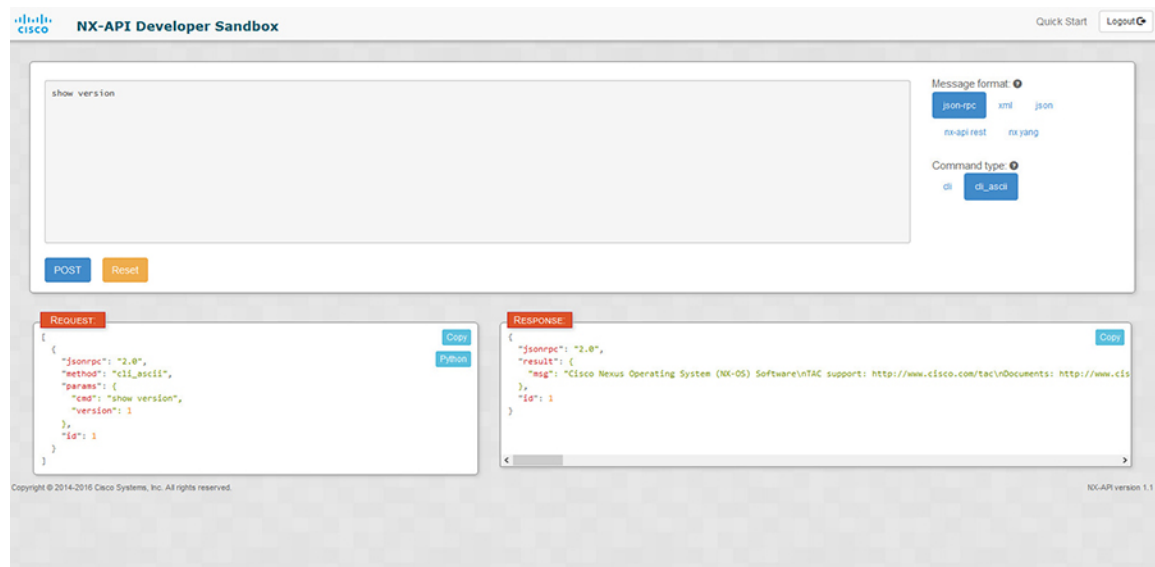 cisco NX-API Developer Sandbox Quick Start Logout
show version
Message format:
json-rpc xml json
nx-api rest nx yang
Command type:
cli cli_ascii
POST Reset
REQUEST:
Copy
Python
[
{
"jsonrpc": "2.0",
"method": "cli_ascii",
"params": {
"cmd": "show version",
"version": 1
},
"id": 1
}
]
RESPONSE:
Copy
{
"jsonrpc": "2.0",
"result": {
"msg": "Cisco Nexus Operating System (NX-OS) Software\nTAC support: http://www.cisco.com/tac\nDocuments: http://www.cis
},
"id": 1
}
Copyright © 2014-2016 Cisco Systems, Inc. All rights reserved.
NX-API version 1.1